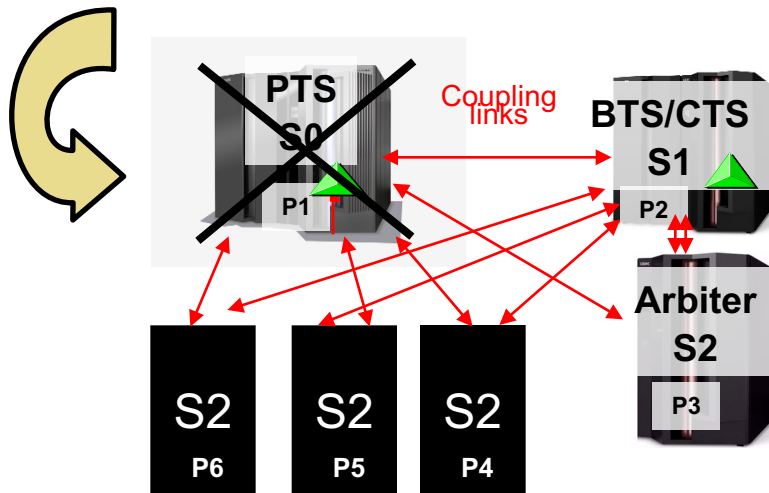 PTS
S0
P1
Coupling
links
BTS/CTS
S1
P2
Arbiter
S2
P3
S2
P6
S2
P5
S2
P4